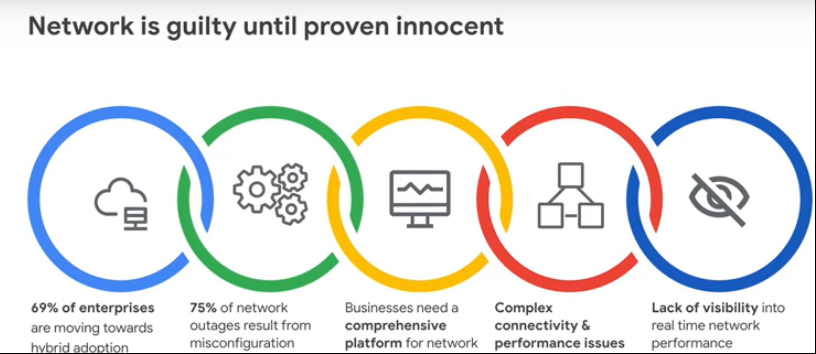 Network is guilty until proven innocent
69% of enterprises
are moving towards
hybrid adoption
75% of network
outages result from
misconfiguration
Businesses need a
comprehensive
platform for network
Complex
connectivity &
performance issues
Lack of visibility into
real time network
performance